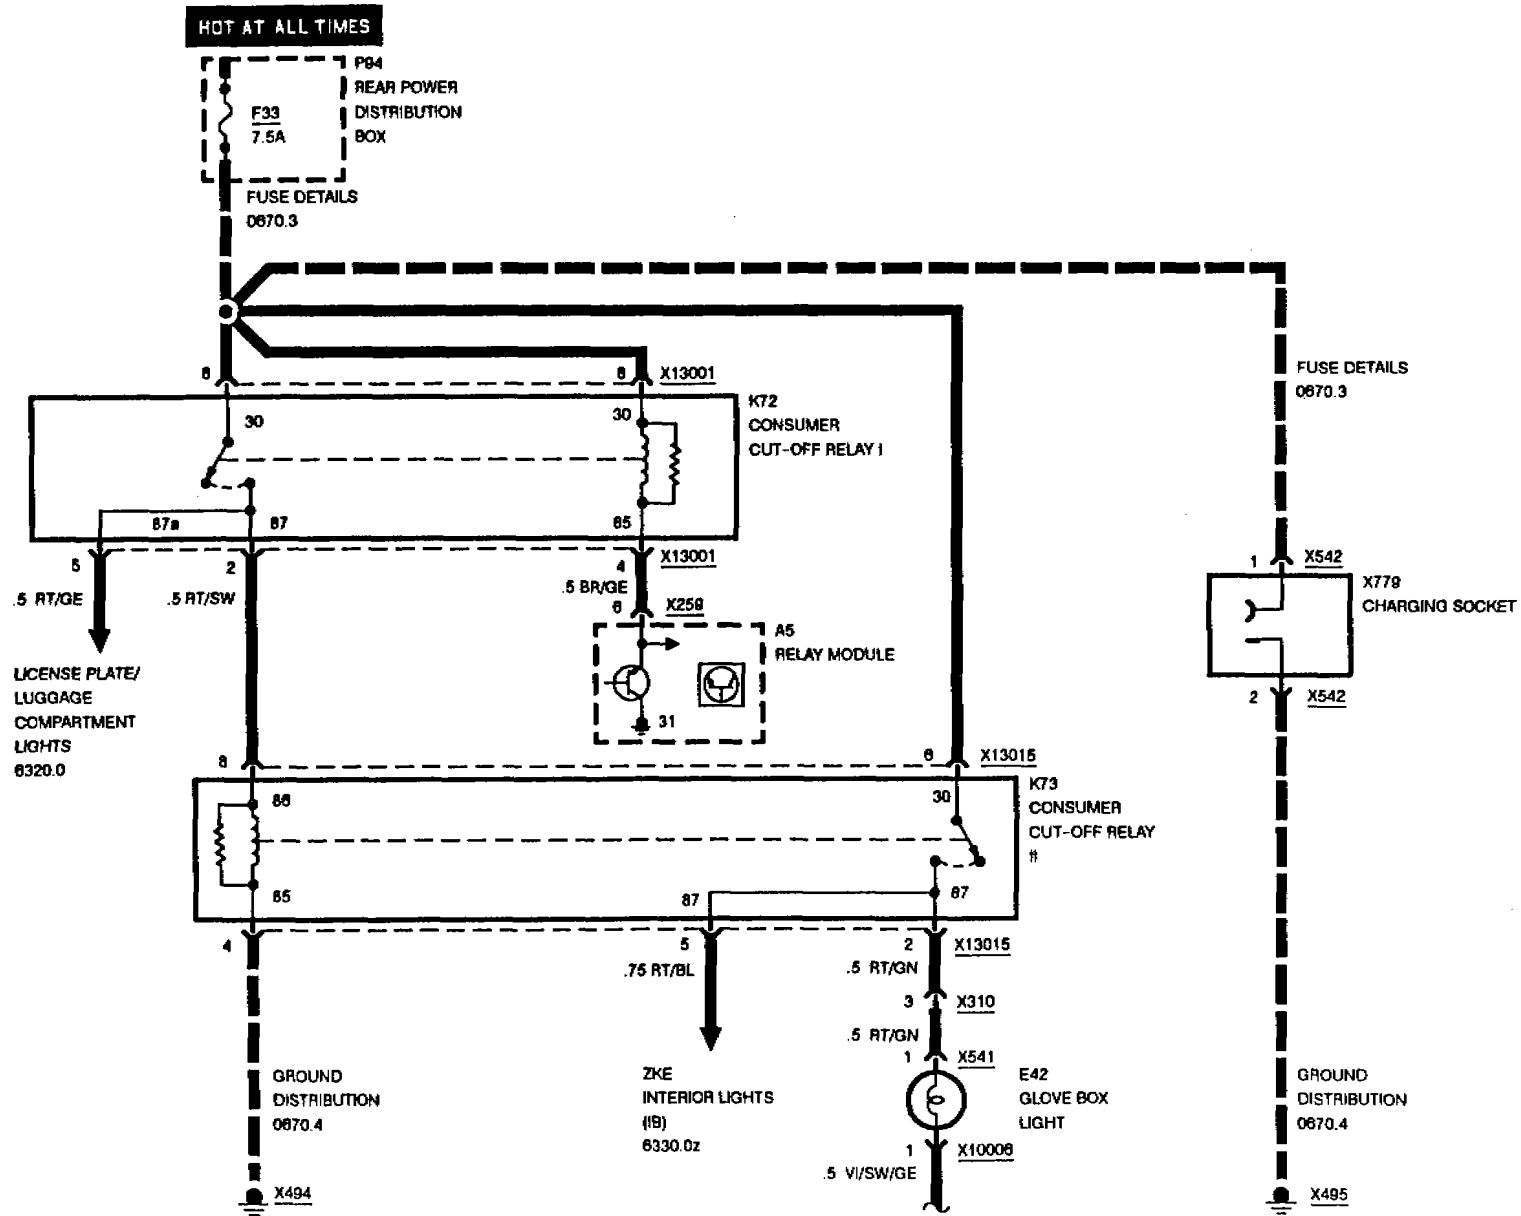 HOT AT ALL TIMES
P94
REAR POWER
DISTRIBUTION
BOX
F33
7.5A
FUSE DETAILS
0670.3
FUSE DETAILS
0670.3
6
6
X13001
30
30
K72
CONSUMER
CUT-OFF RELAY I
87a
87
85
5
2
4
X13001
.5 RT/GE
.5 RT/SW
.5 BR/GE
6
X259
A5
RELAY MODULE
31
LICENSE PLATE/
LUGGAGE
COMPARTMENT
LIGHTS
6320.0
1
X542
X779
CHARGING SOCKET
2
X542
8
6
X13015
86
30
K73
CONSUMER
CUT-OFF RELAY
II
85
87
87
4
5
2
X13015
.75 RT/BL
.5 RT/GN
3
X310
.5 RT/GN
1
X541
GROUND
DISTRIBUTION
0670.4
ZKE
INTERIOR LIGHTS
(IB)
6330.0z
E42
GLOVE BOX
LIGHT
GROUND
DISTRIBUTION
0670.4
1
X10006
.5 VI/SW/GE
X494
X495